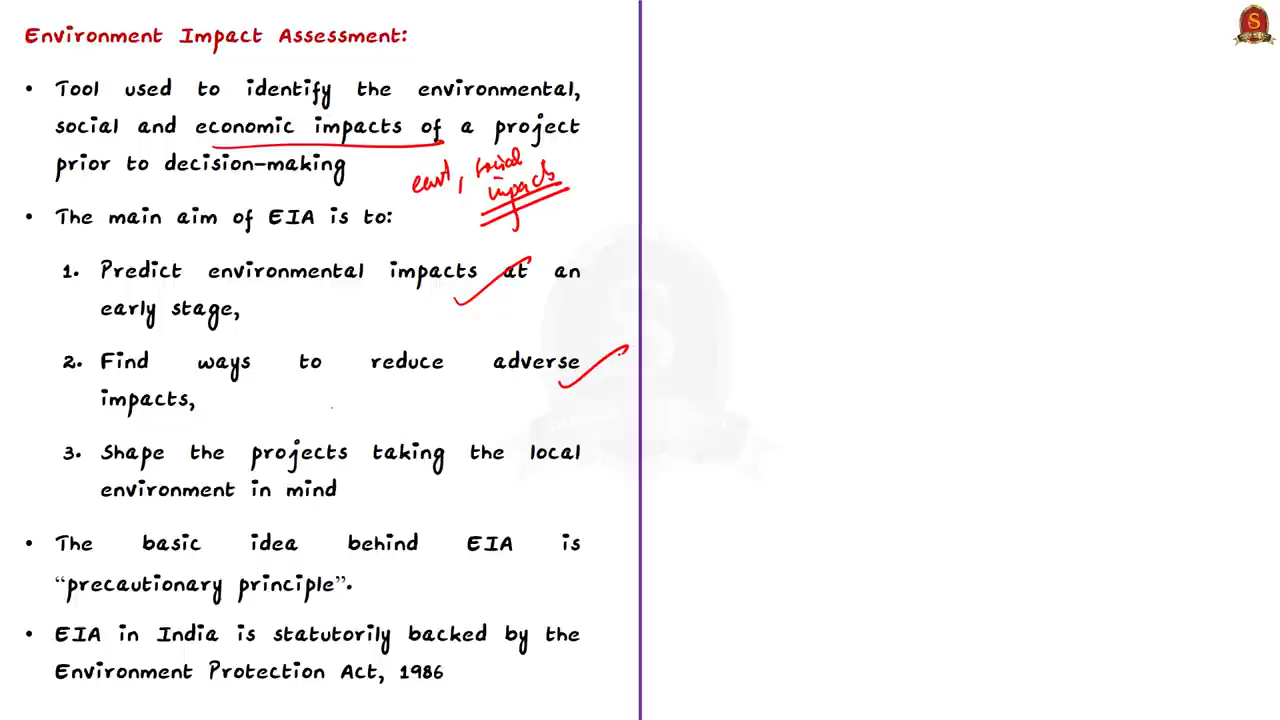 Environment Impact Assessment:
• Tool used to identify the environmental,
social and economic impacts of a project
prior to decision-making
social
impacts
• The main aim of EIA is to:
1. Predict environmental impacts at an
early stage,
2. Find ways to reduce adverse
impacts,
3. Shape the projects taking the local
environment in mind
• The basic idea behind EIA is
“precautionary principle”.
• EIA in India is statutorily backed by the
Environment Protection Act, 1986
S